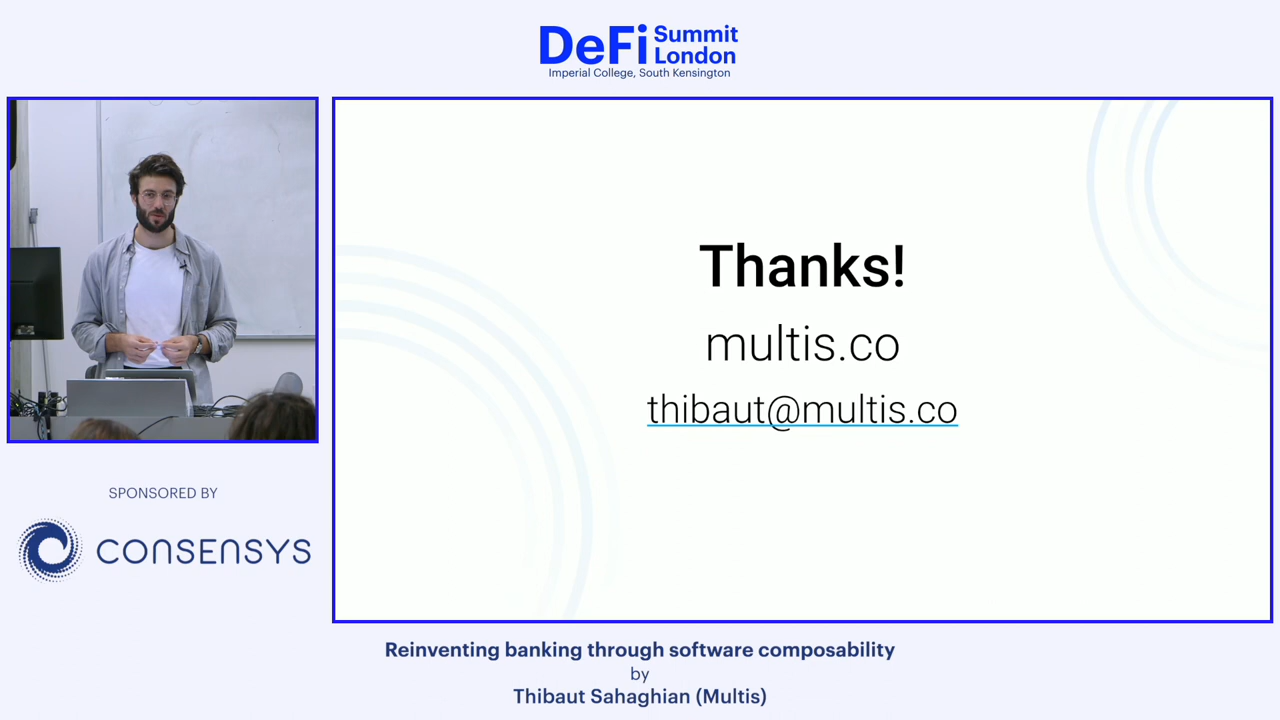 DeFi Summit London
Imperial College, South Kensington
Thanks!
multis.co
thibaut@multis.co
SPONSORED BY
CONSENSYS
Reinventing banking through software composability
by
Thibaut Sahaghian (Multis)